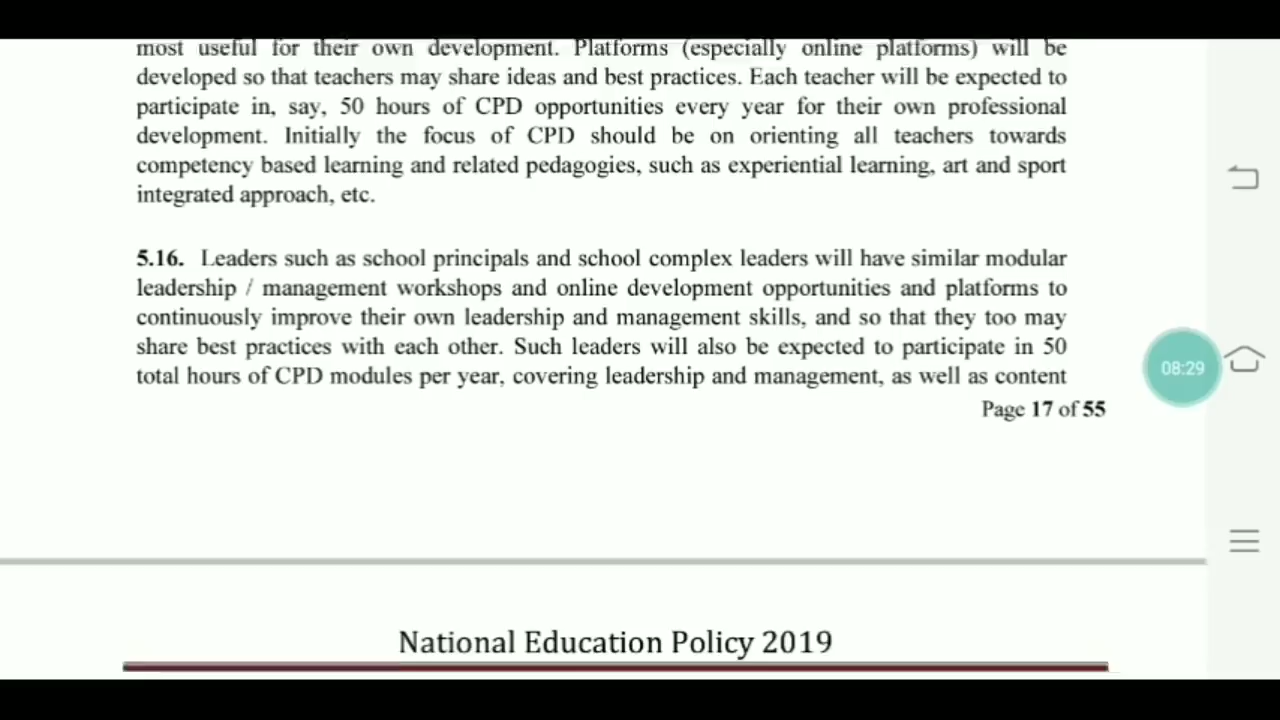 most useful for their own development. Platforms (especially online platforms) will be
developed so that teachers may share ideas and best practices. Each teacher will be expected to
participate in, say, 50 hours of CPD opportunities every year for their own professional
development. Initially the focus of CPD should be on orienting all teachers towards
competency based learning and related pedagogies, such as experiential learning, art and sport
integrated approach, etc.
5.16. Leaders such as school principals and school complex leaders will have similar modular
leadership / management workshops and online development opportunities and platforms to
continuously improve their own leadership and management skills, and so that they too may
share best practices with each other. Such leaders will also be expected to participate in 50
total hours of CPD modules per year, covering leadership and management, as well as content
08:29
Page 17 of 55
National Education Policy 2019